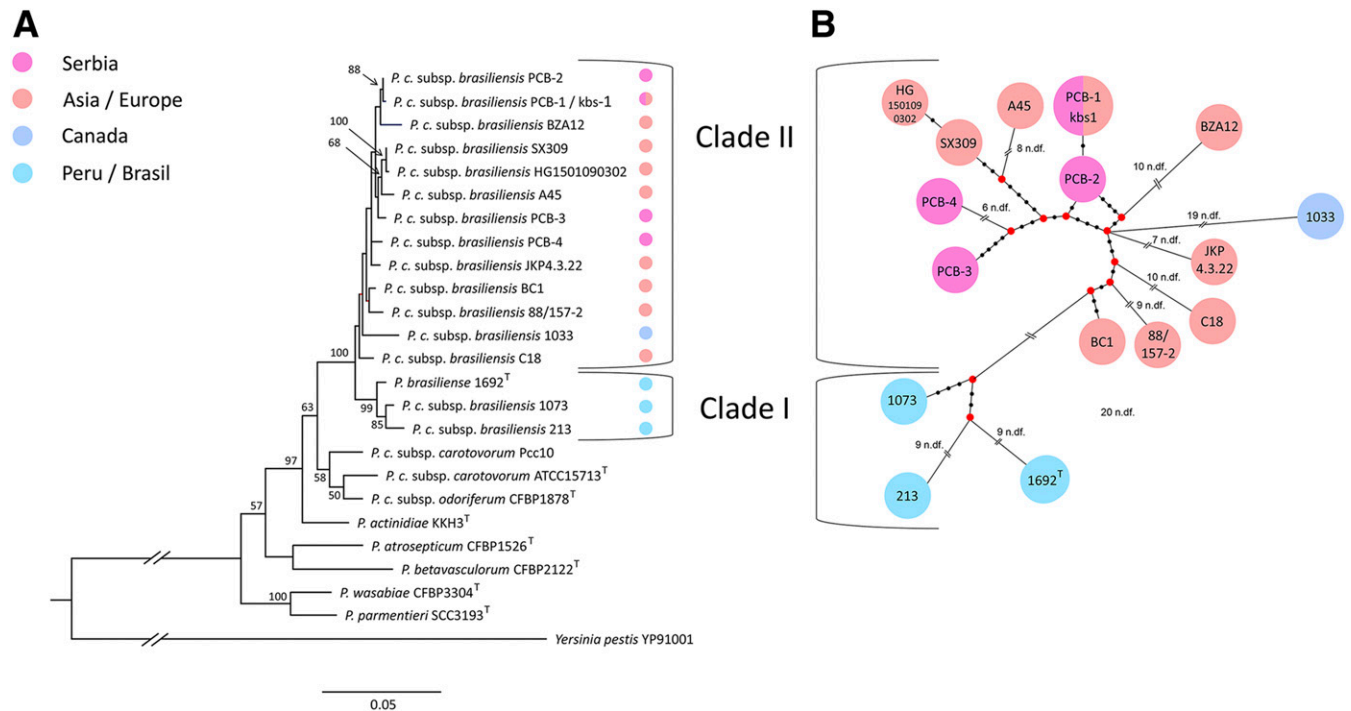 A
Serbia
Asia / Europe
Canada
Peru / Brasil
88
P. c. subsp. brasiliensis PCB-2
P. c. subsp. brasiliensis PCB-1 / kbs-1
P. c. subsp. brasiliensis BZA12
100
P. c. subsp. brasiliensis SX309
68
P. c. subsp. brasiliensis HG1501090302
P. c. subsp. brasiliensis A45
P. c. subsp. brasiliensis PCB-3
P. c. subsp. brasiliensis PCB-4
P. c. subsp. brasiliensis JKP4.3.22
P. c. subsp. brasiliensis BC1
P. c. subsp. brasiliensis 88/157-2
P. c. subsp. brasiliensis 1033
100
P. c. subsp. brasiliensis C18
P. brasiliense 1692T
99
P. c. subsp. brasiliensis 1073
85
P. c. subsp. brasiliensis 213
63
P. c. subsp. carotovorum Pcc10
97
58
P. c. subsp. carotovorum ATCC15713T
50
P. c. subsp. odoriferum CFBP1878T
57
P. actinidiae KKH3T
P. atrosepticum CFBP1526T
P. betavasculorum CFBP2122T
P. wasabiae CFBP3304T
100
P. parmentieri SCC3193T
Yersinia pestis YP91001
0.05
Clade II
Clade I
B
HG
150109
0302
A45
PCB-1
kbs1
SX309
8 n.df.
BZA12
PCB-2
10 n.df.
PCB-4
6 n.df.
19 n.df.
1033
7 n.df.
JKP
4.3.22
PCB-3
10 n.df.
9 n.df.
C18
BC1
88/
157-2
1073
20 n.df.
9 n.df.
9 n.df.
213
1692T